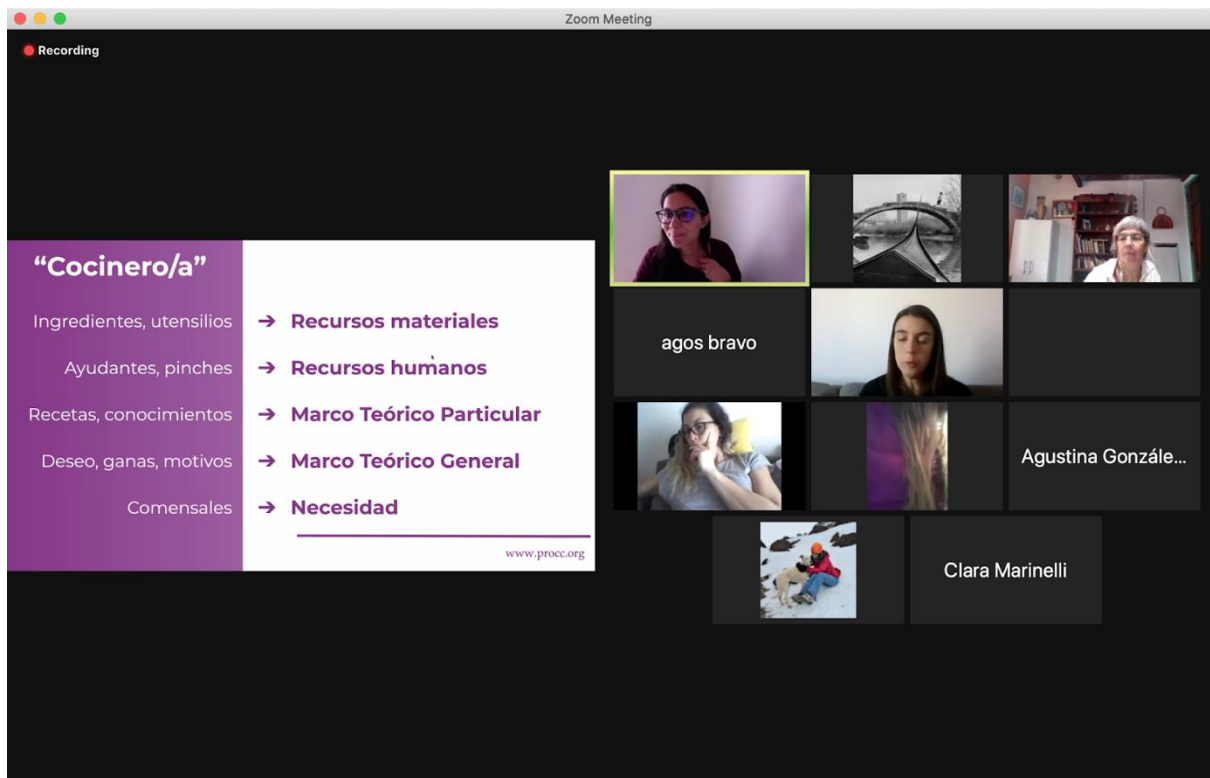 Zoom Meeting
Recording
“Cocinero/a”
Ingredientes, utensilios ➔ Recursos materiales
Ayudantes, pinches ➔ Recursos humanos
Recetas, conocimientos ➔ Marco Teórico Particular
Deseo, ganas, motivos ➔ Marco Teórico General
Comensales ➔ Necesidad
www.procc.org
agos bravo
Agustina Gonzále...
Clara Marinelli